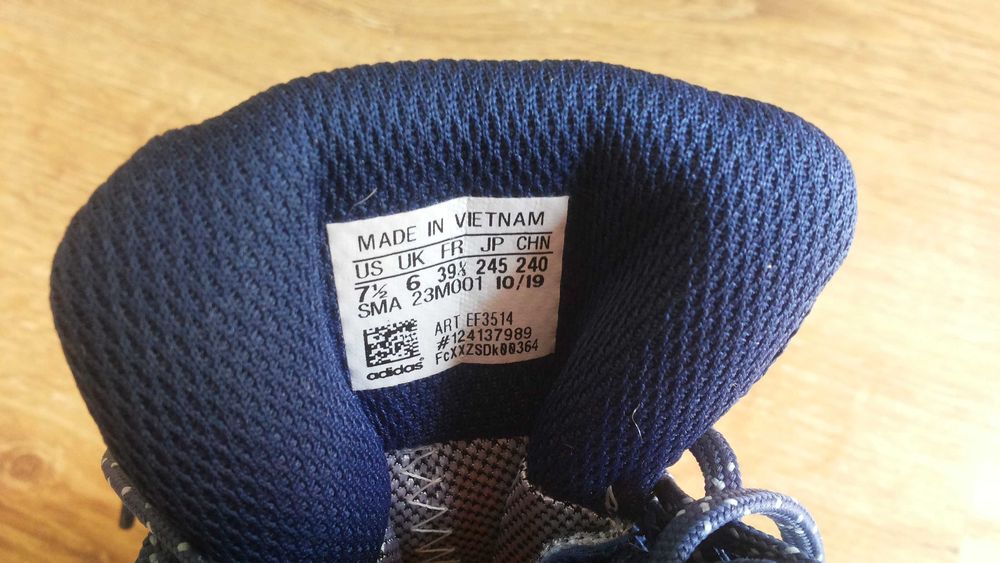 MADE IN VIETNAM
US UK FR JP CHN
7½ 6 39⅓ 245 240
SMA 23M001 10/19
ART EF3514
#124137989
FcXXZSDk00364
adidas